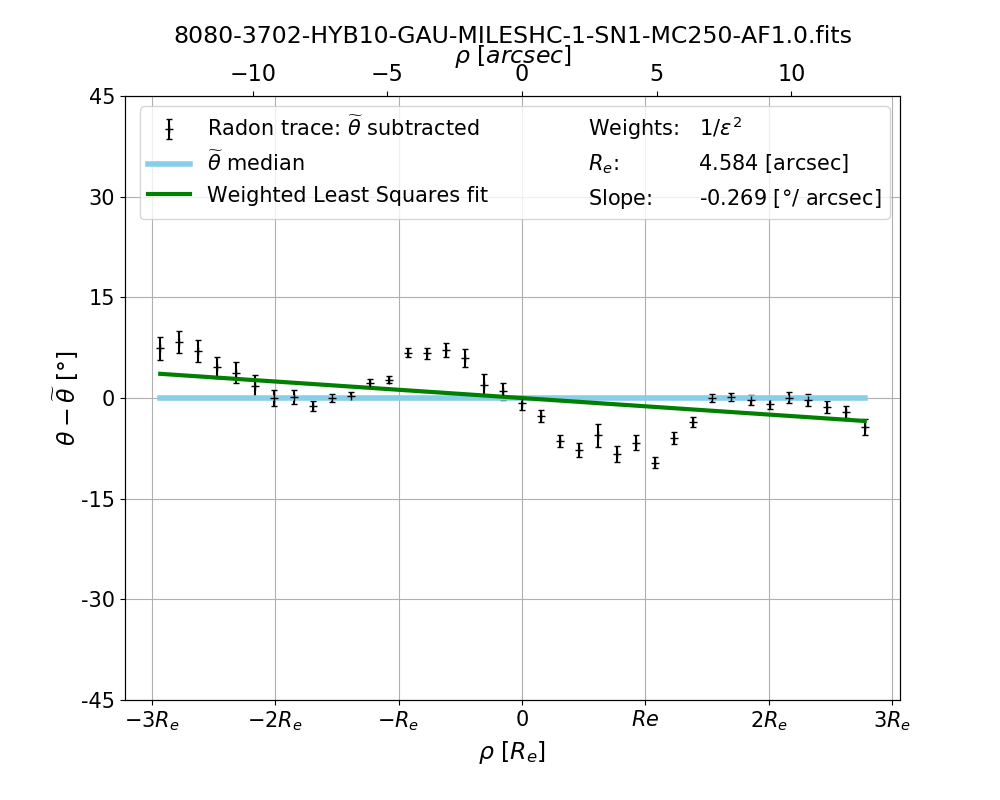 8080-3702-HYB10-GAU-MILESHC-1-SN1-MC250-AF1.0.fits
ρ [arcsec]
−10 −5 0 5 10
Radon trace: θ̃ subtracted
θ̃ median
Weighted Least Squares fit
Weights: 1/ε²
Rₑ: 4.584 [arcsec]
Slope: -0.269 [°/ arcsec]
45
30
15
0
-15
-30
-45
θ − θ̃ [°]
−3Rₑ −2Rₑ −Rₑ 0 Re 2Rₑ 3Rₑ
ρ [Rₑ]